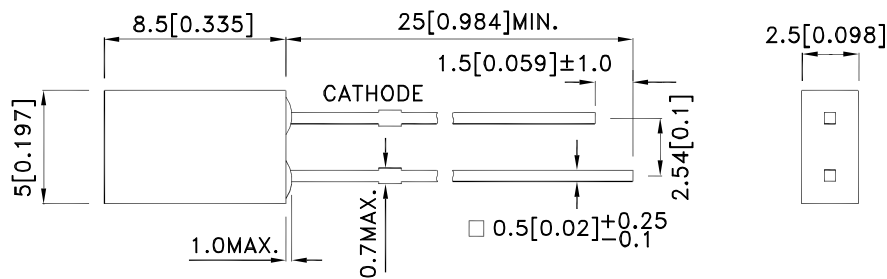 8.5[0.335]
25[0.984]MIN.
2.5[0.098]
1.5[0.059]±1.0
CATHODE
5[0.197]
2.54[0.1]
0.7MAX.
1.0MAX.
□ 0.5[0.02]+0.25
-0.1